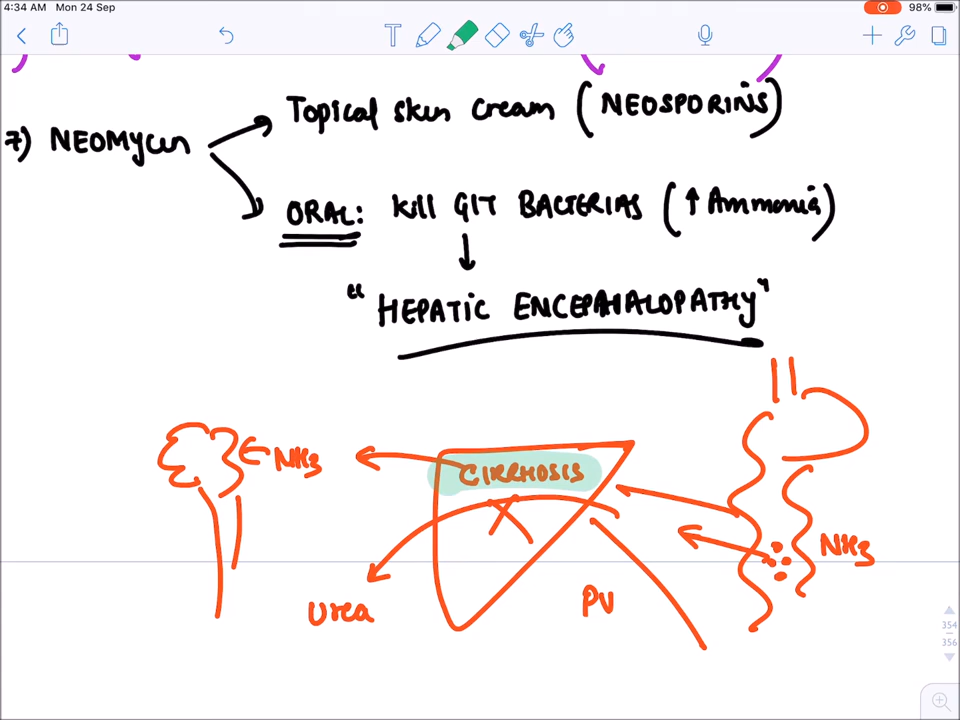 4:34 AM Mon 24 Sep 98%
T
7) NEOMYcin
Topical skin cream (NEOSPORINS)
ORAL: kill GIT BACTERIAS (↑ Ammonia)
"HEPATIC ENCEPHALOPATHY"
NH3
CIRRHOSIS
NH3
Urea
PV
354
356